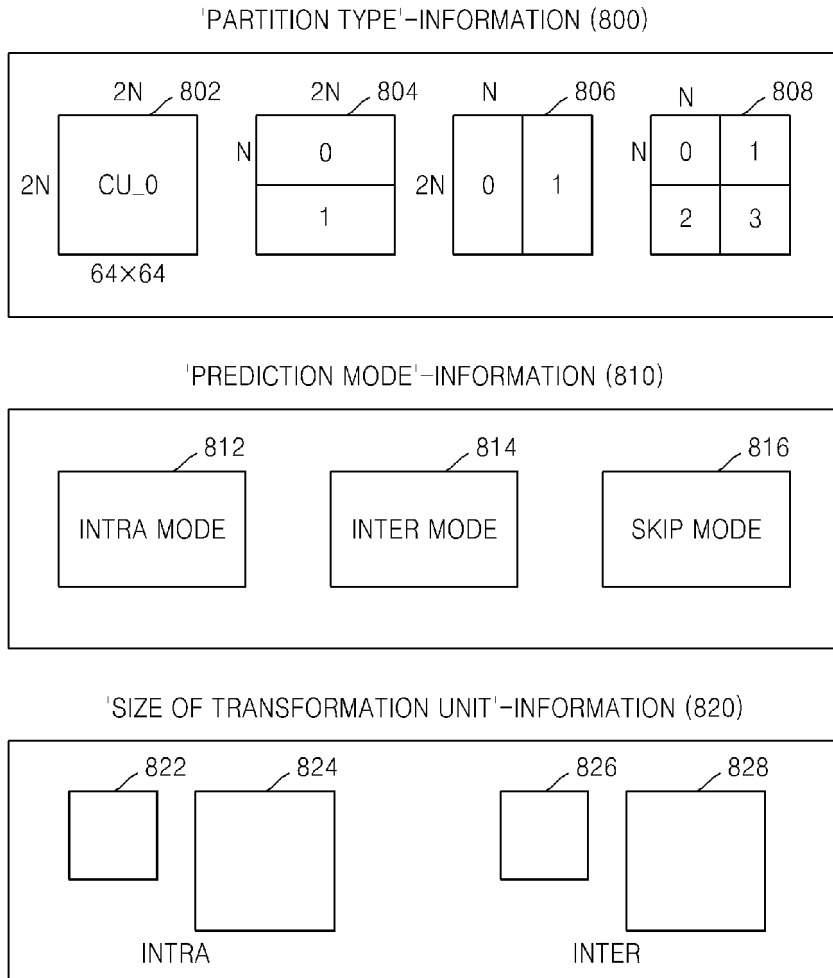 'PARTITION TYPE'-INFORMATION (800)
2N 802 2N 804 N 806 N 808
N 0 N 0 1
2N CU_0 2N 0 1
1 2 3
64×64
'PREDICTION MODE'-INFORMATION (810)
812 814 816
INTRA MODE INTER MODE SKIP MODE
'SIZE OF TRANSFORMATION UNIT'-INFORMATION (820)
822 824 826 828
INTRA INTER